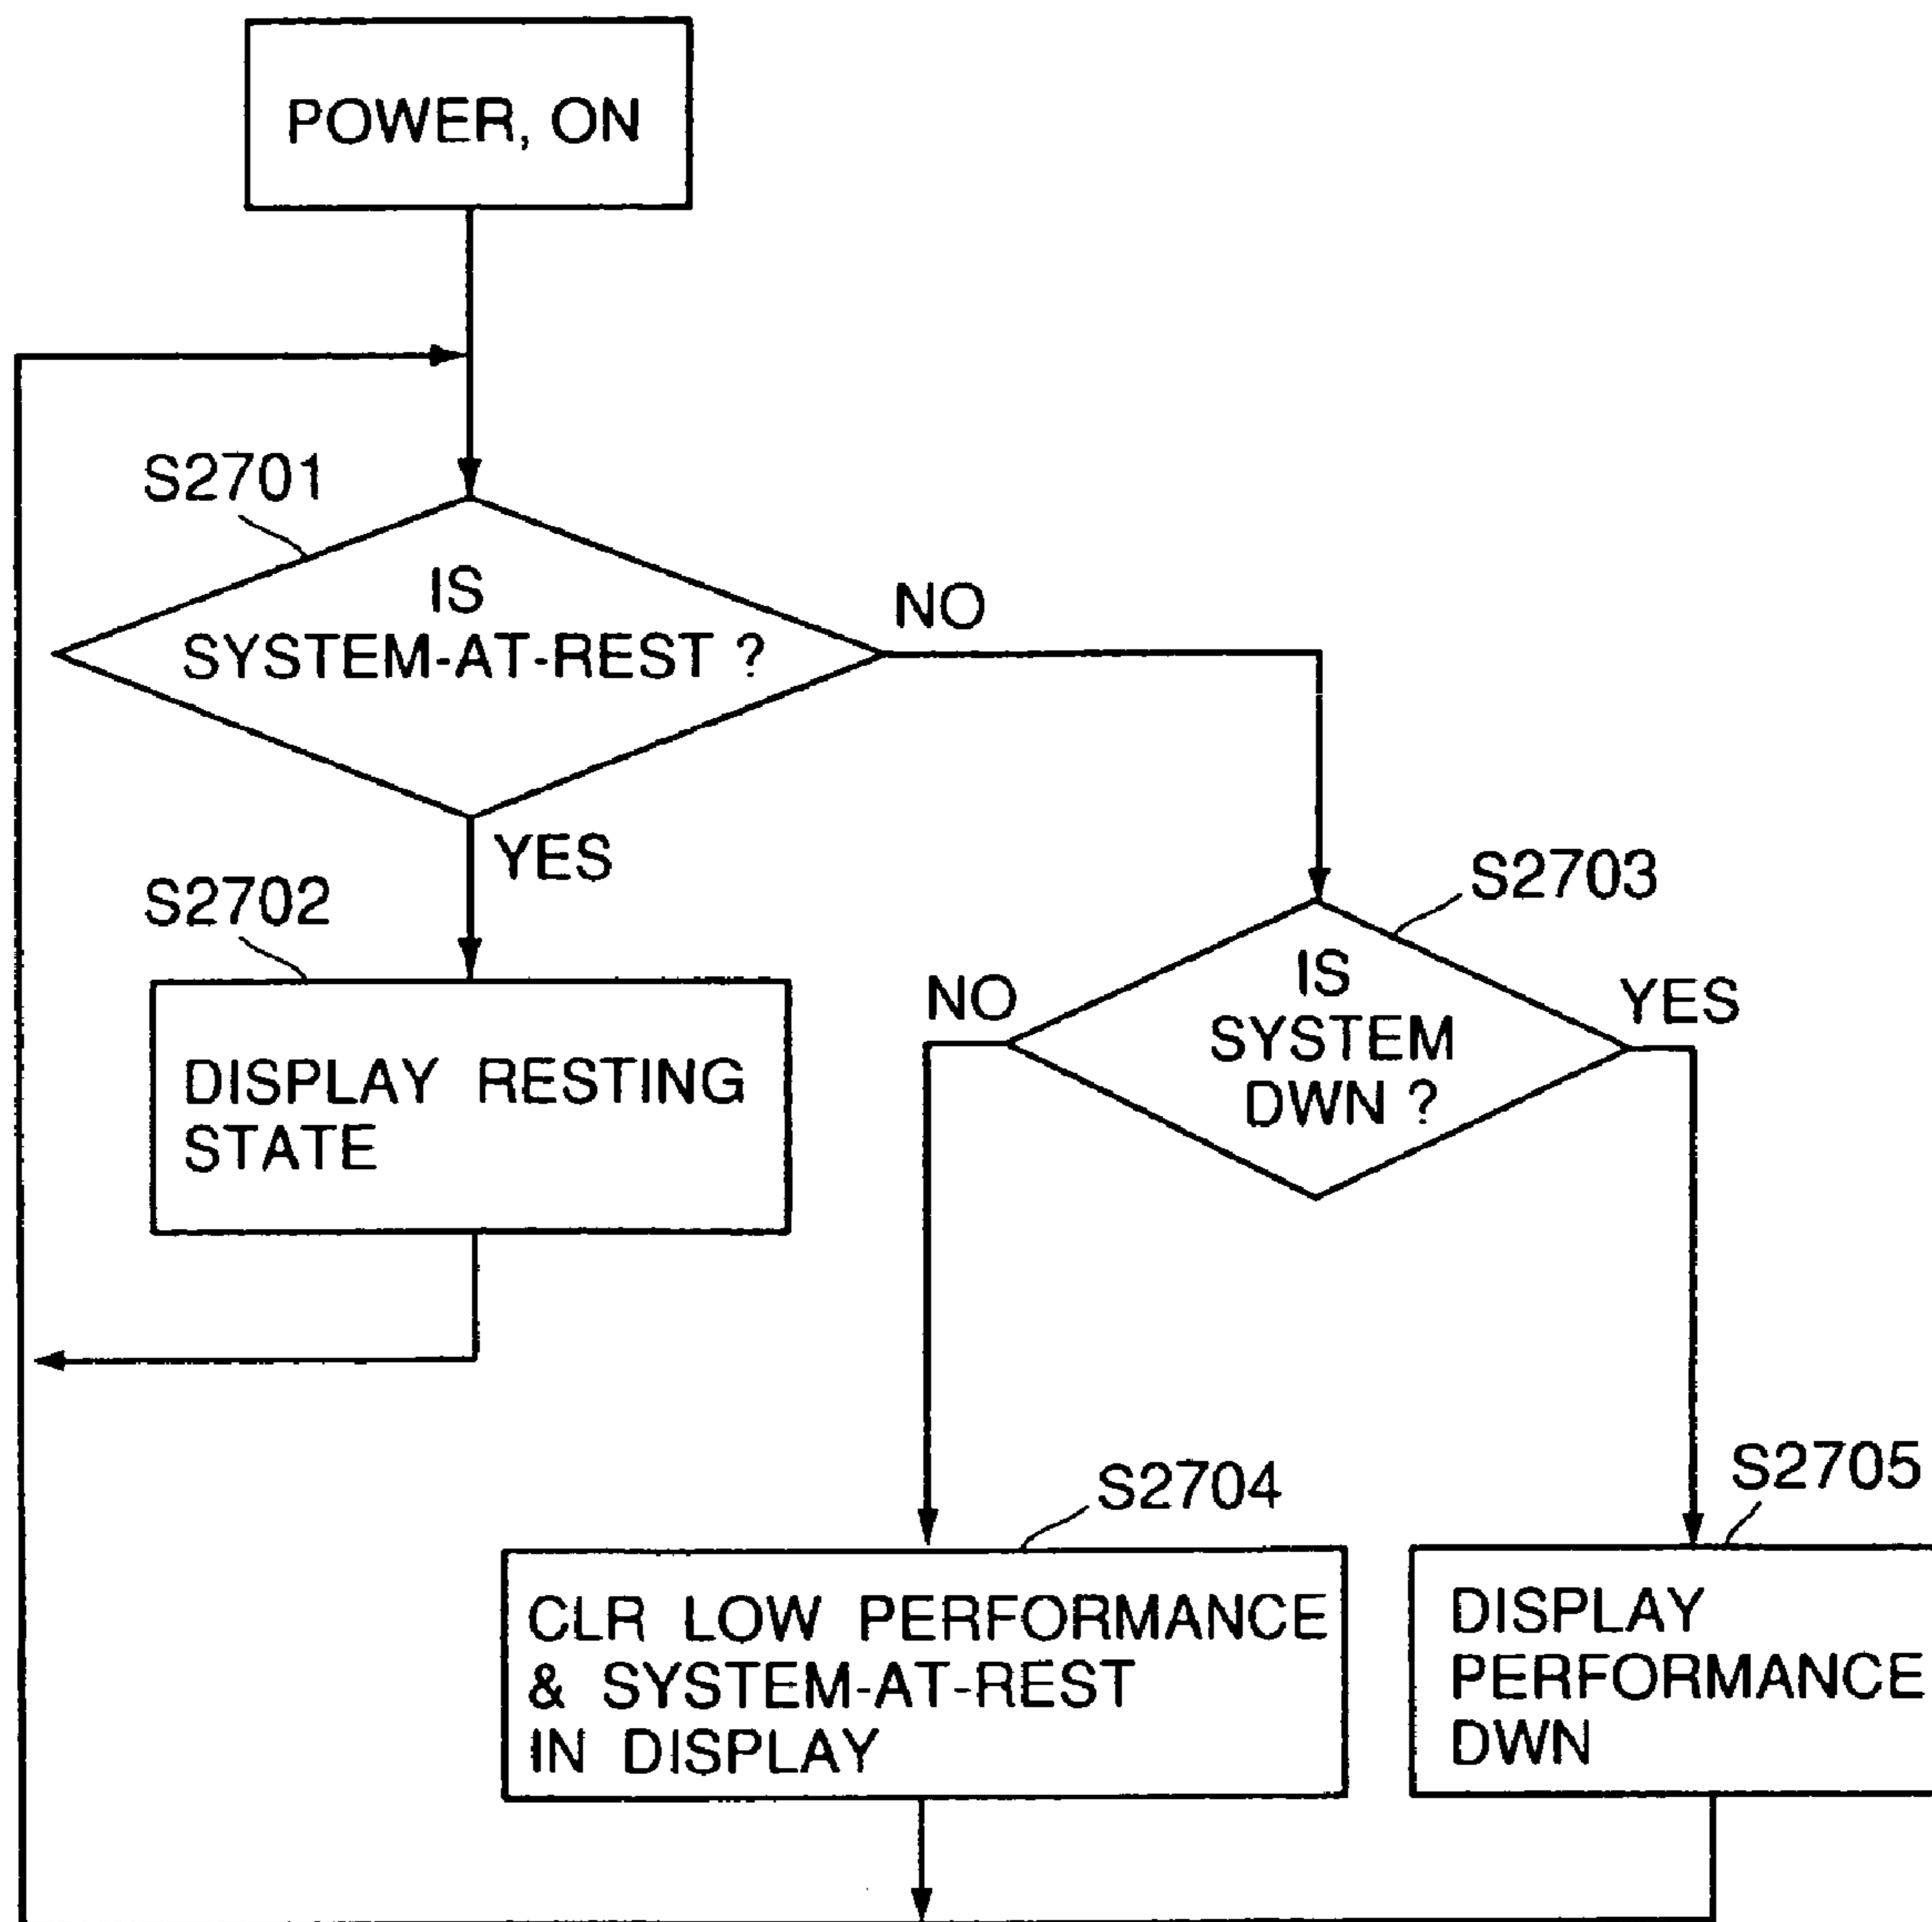 POWER, ON
S2701
IS
SYSTEM-AT-REST ?
NO
YES
S2702
DISPLAY RESTING
STATE
S2703
IS
SYSTEM
DWN ?
NO
YES
S2704
CLR LOW PERFORMANCE
& SYSTEM-AT-REST
IN DISPLAY
S2705
DISPLAY
PERFORMANCE
DWN